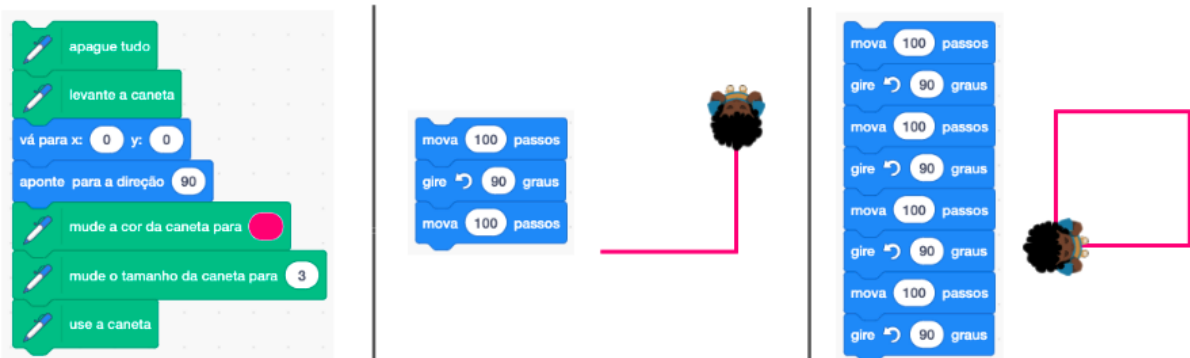 apague tudo
levante a caneta
vá para x: 0 y: 0
aponte para a direção 90
mude a cor da caneta para
mude o tamanho da caneta para 3
use a caneta
mova 100 passos
gire 90 graus
mova 100 passos
mova 100 passos
gire 90 graus
mova 100 passos
gire 90 graus
mova 100 passos
gire 90 graus
mova 100 passos
gire 90 graus